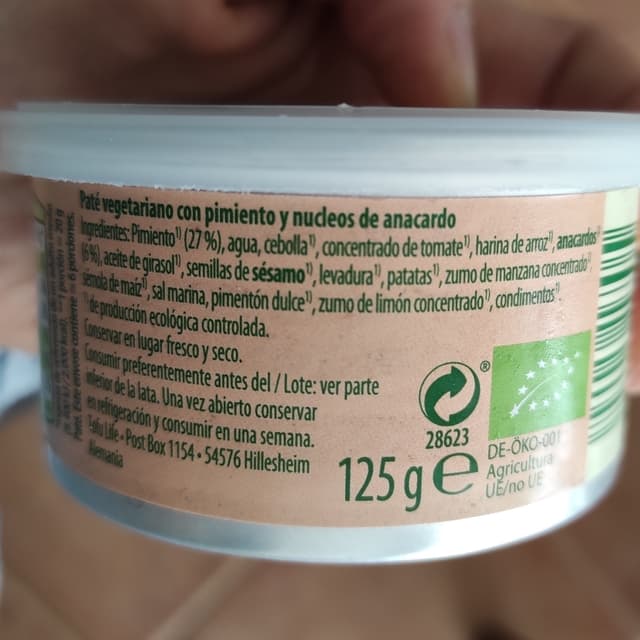 Paté vegetariano con pimiento y nucleos de anacardo
Ingredientes: Pimiento¹⁾ (27 %), agua, cebolla¹⁾, concentrado de tomate¹⁾, harina de arroz¹⁾, anacardos¹⁾
(6%), aceite de girasol¹⁾, semillas de sésamo¹⁾, levadura¹⁾, patatas¹⁾, zumo de manzana concentrado¹⁾,
sémola de maíz¹⁾, sal marina, pimentón dulce¹⁾, zumo de limón concentrado¹⁾, condimentos¹⁾.
¹⁾ de producción ecológica controlada.
Conservar en lugar fresco y seco.
Consumir preferentemente antes del / Lote: ver parte
inferior de la lata. Una vez abierto conservar
en refrigeración y consumir en una semana.
Life • Post Box 1154 • 54576 Hillesheim
Alemania
125 g e
®
28623
DE-ÖKO-001
Agricultura
UE/no UE